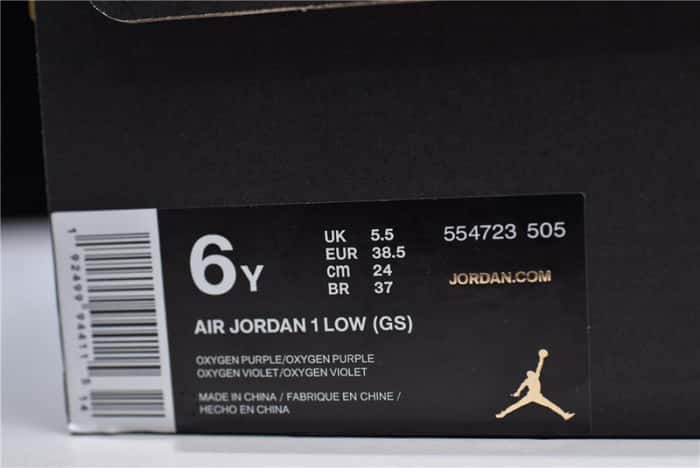 6Y
UK 5.5
EUR 38.5
cm 24
BR 37
554723 505
JORDAN.COM
AIR JORDAN 1 LOW (GS)
OXYGEN PURPLE/OXYGEN PURPLE
OXYGEN VIOLET/OXYGEN VIOLET
MADE IN CHINA / FABRIQUE EN CHINE /
HECHO EN CHINA